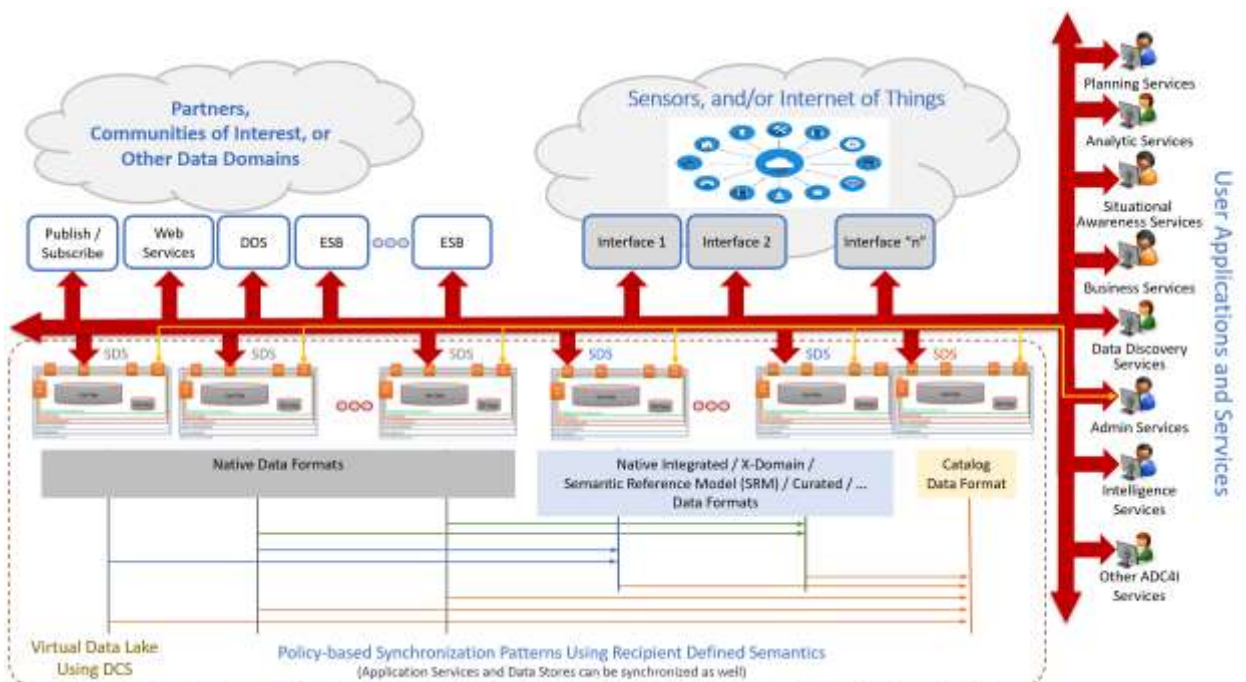 Partners,
Communities of Interest, or
Other Data Domains
Sensors, and/or Internet of Things
Publish /
Subscribe
Web
Services
DDS
ESB
ESB
Interface 1
Interface 2
Interface "n"
Planning Services
Analytic Services
Situational
Awareness Services
Business Services
Data Discovery
Services
Admin Services
Intelligence
Services
Other ADC4I
Services
User Applications and Services
SDS
SDS
SDS
SDS
SDS
SDS
Native Data Formats
Native Integrated / X-Domain /
Semantic Reference Model (SRM) / Curated / ...
Data Formats
Catalog
Data Format
Virtual Data Lake
Using DCS
Policy-based Synchronization Patterns Using Recipient Defined Semantics
(Application Services and Data Stores can be synchronized as well)